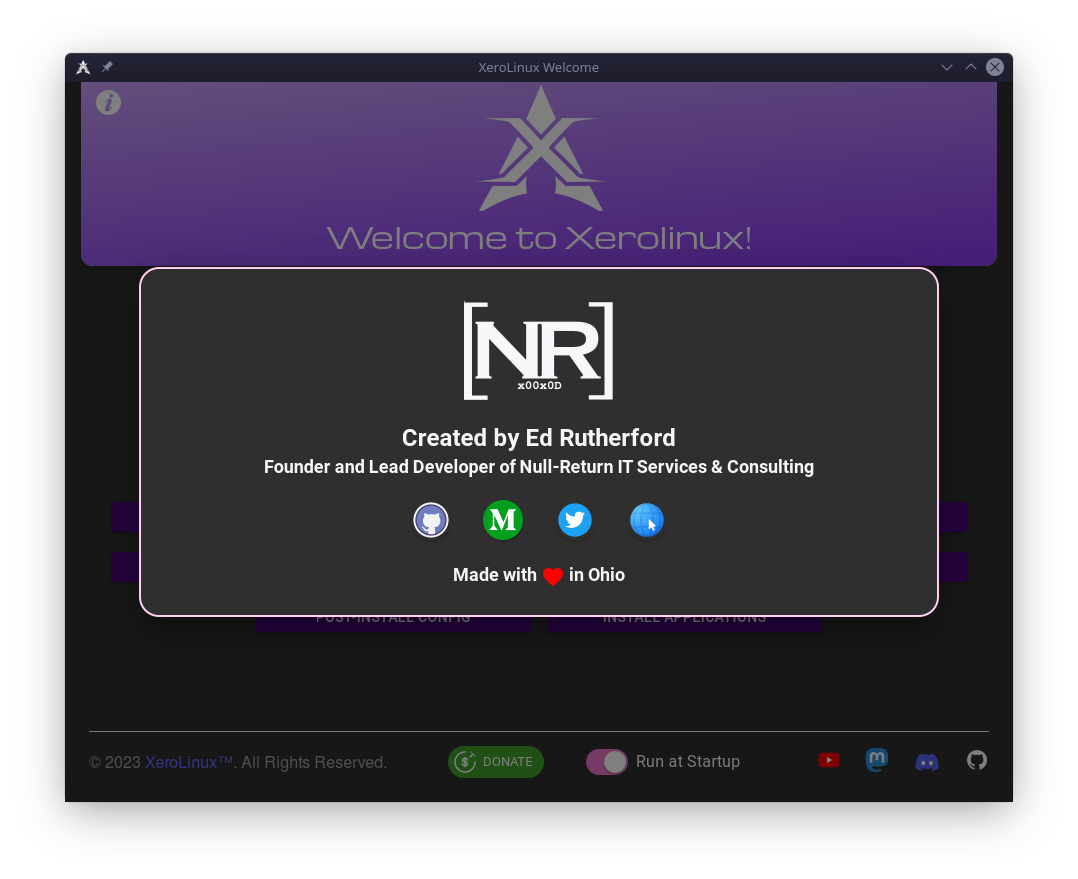 XeroLinux Welcome
Welcome to Xerolinux!
NR
x00x0D
Created by Ed Rutherford
Founder and Lead Developer of Null-Return IT Services & Consulting
M
Made with in Ohio
POST-INSTALL CONFIG
INSTALL APPLICATIONS
© 2023 XeroLinux™. All Rights Reserved.
DONATE
Run at Startup